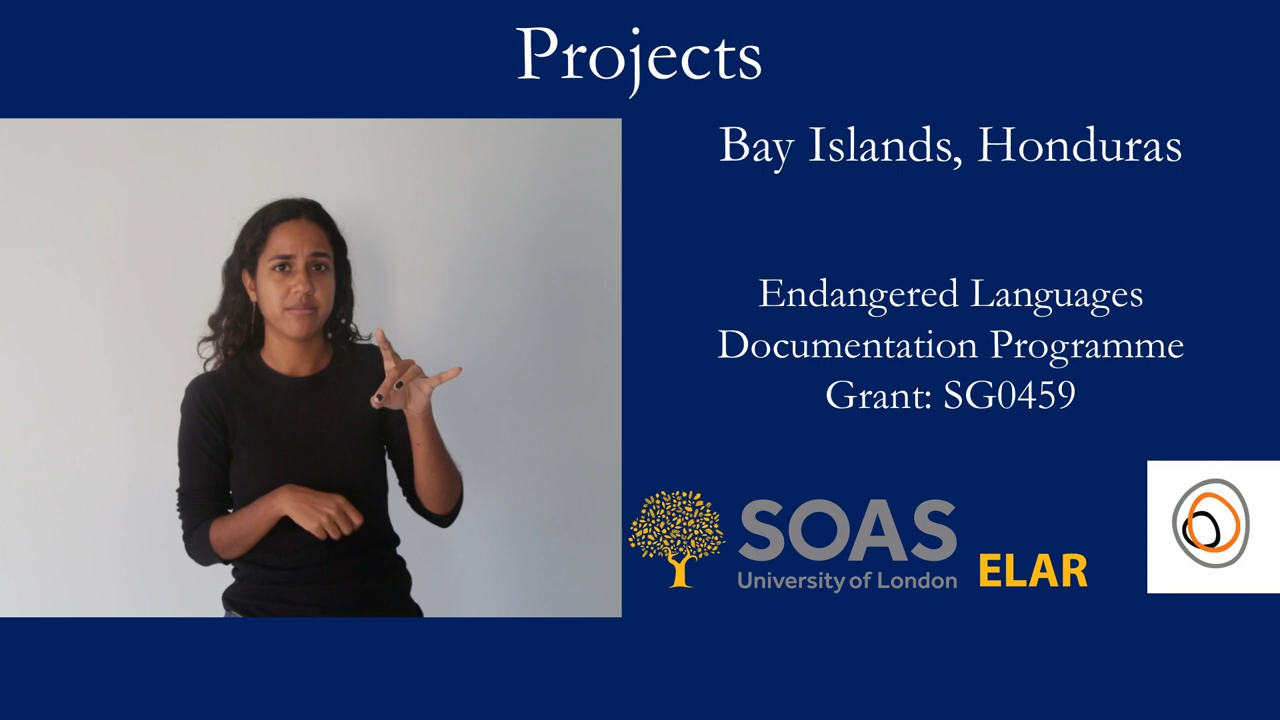 Projects
Bay Islands, Honduras
Endangered Languages
Documentation Programme
Grant: SG0459
SOAS
University of London
ELAR